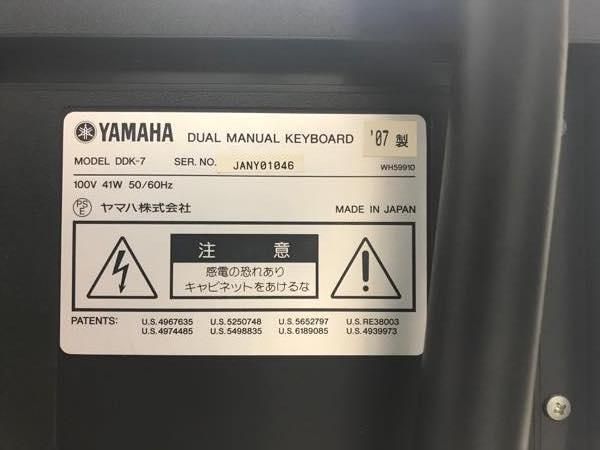 YAMAHA DUAL MANUAL KEYBOARD '07 製
MODEL DDK-7 SER. NO. JANY01046 WH59910
100V 41W 50/60Hz
PSE ヤマハ株式会社 MADE IN JAPAN
注 意
感電の恐れあり
キャビネットをあけるな
PATENTS: U.S.4967635 U.S.5250748 U.S.5652797 U.S.RE38003
U.S.4974485 U.S.5498835 U.S.6189085 U.S.4939973